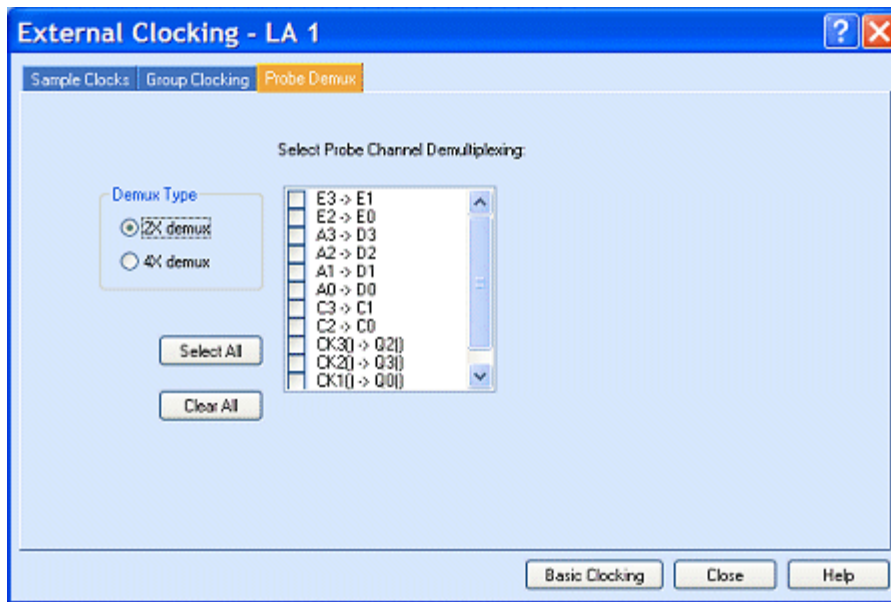 External Clocking - LA 1
Sample Clocks Group Clocking Probe Demux
Select Probe Channel Demultiplexing:
Demux Type
2X demux
4X demux
Select All
Clear All
E3 -> E1
E2 -> E0
A3 -> D3
A2 -> D2
A1 -> D1
A0 -> D0
C3 -> C1
C2 -> C0
CK3() -> Q2()
CK2() -> Q3()
CK1() -> Q0()
Basic Clocking Close Help